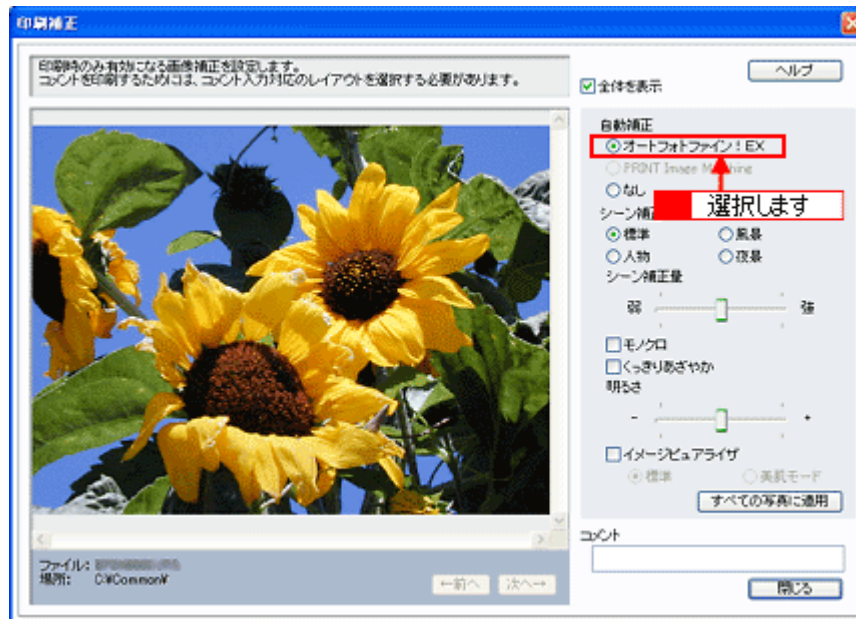 印刷補正
印刷時のみ有効になる画像補正を設定します。
コメントを印刷するためには、コメント入力対応のレイアウトを選択する必要があります。
ヘルプ
全体を表示
自動補正
オートフォトファイン！EX
PRINT Image M hine
なし
選択します
シーン補
標準
風景
人物
夜景
シーン補正量
弱
強
モノクロ
くっきりあざやか
明るさ
-
+
イメージビュアライザ
標準
美肌モード
すべての写真に適用
コメント
ファイル:
場所: C:¥Common¥
←前へ
次へ→
閉じる